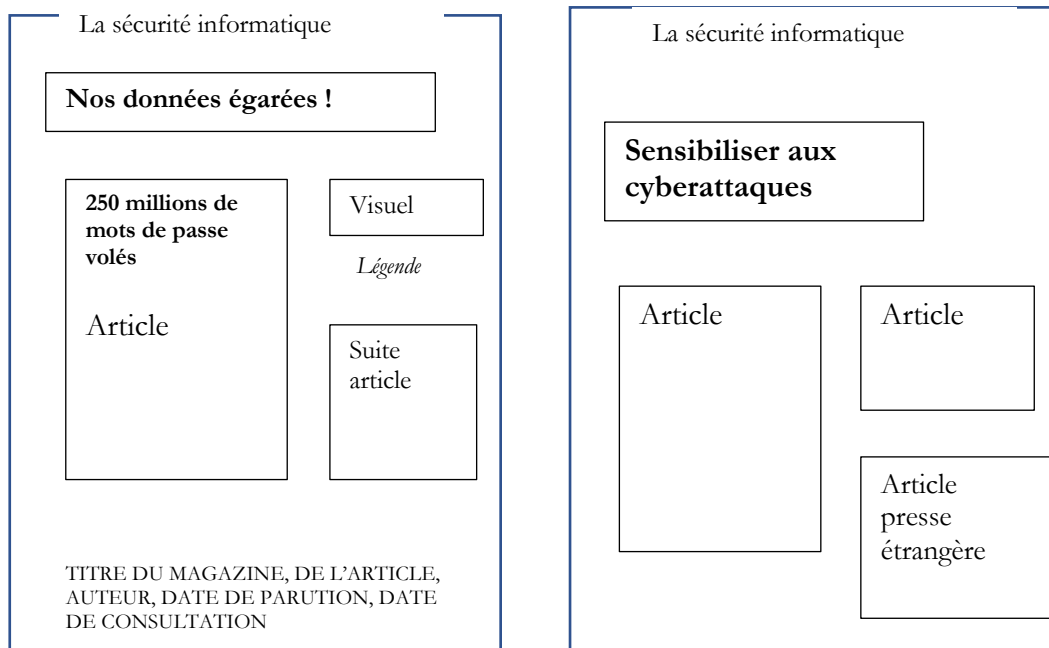 La sécurité informatique
Nos données égarées !
250 millions de
mots de passe
volés
Article
Visuel
Légende
Suite
article
TITRE DU MAGAZINE, DE L'ARTICLE,
AUTEUR, DATE DE PARUTION, DATE
DE CONSULTATION
La sécurité informatique
Sensibiliser aux
cyberattaques
Article
Article
Article
presse
étrangère